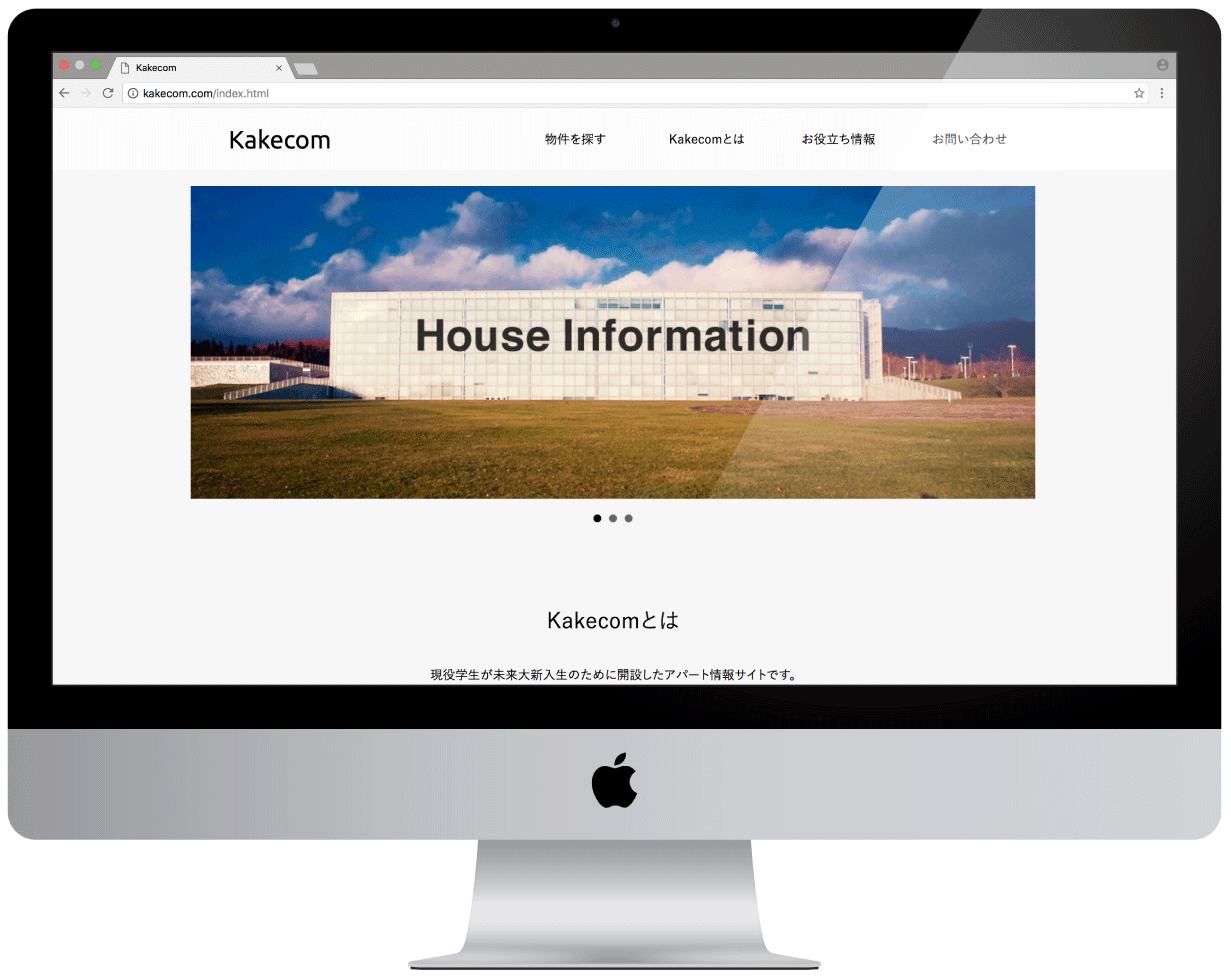 Kakecom
kakecom.com/index.html
Kakecom 物件を探す Kakecomとは お役立ち情報 お問い合わせ
House Information
Kakecomとは
現役学生が未来大新入生のために開設したアパート情報サイトです。